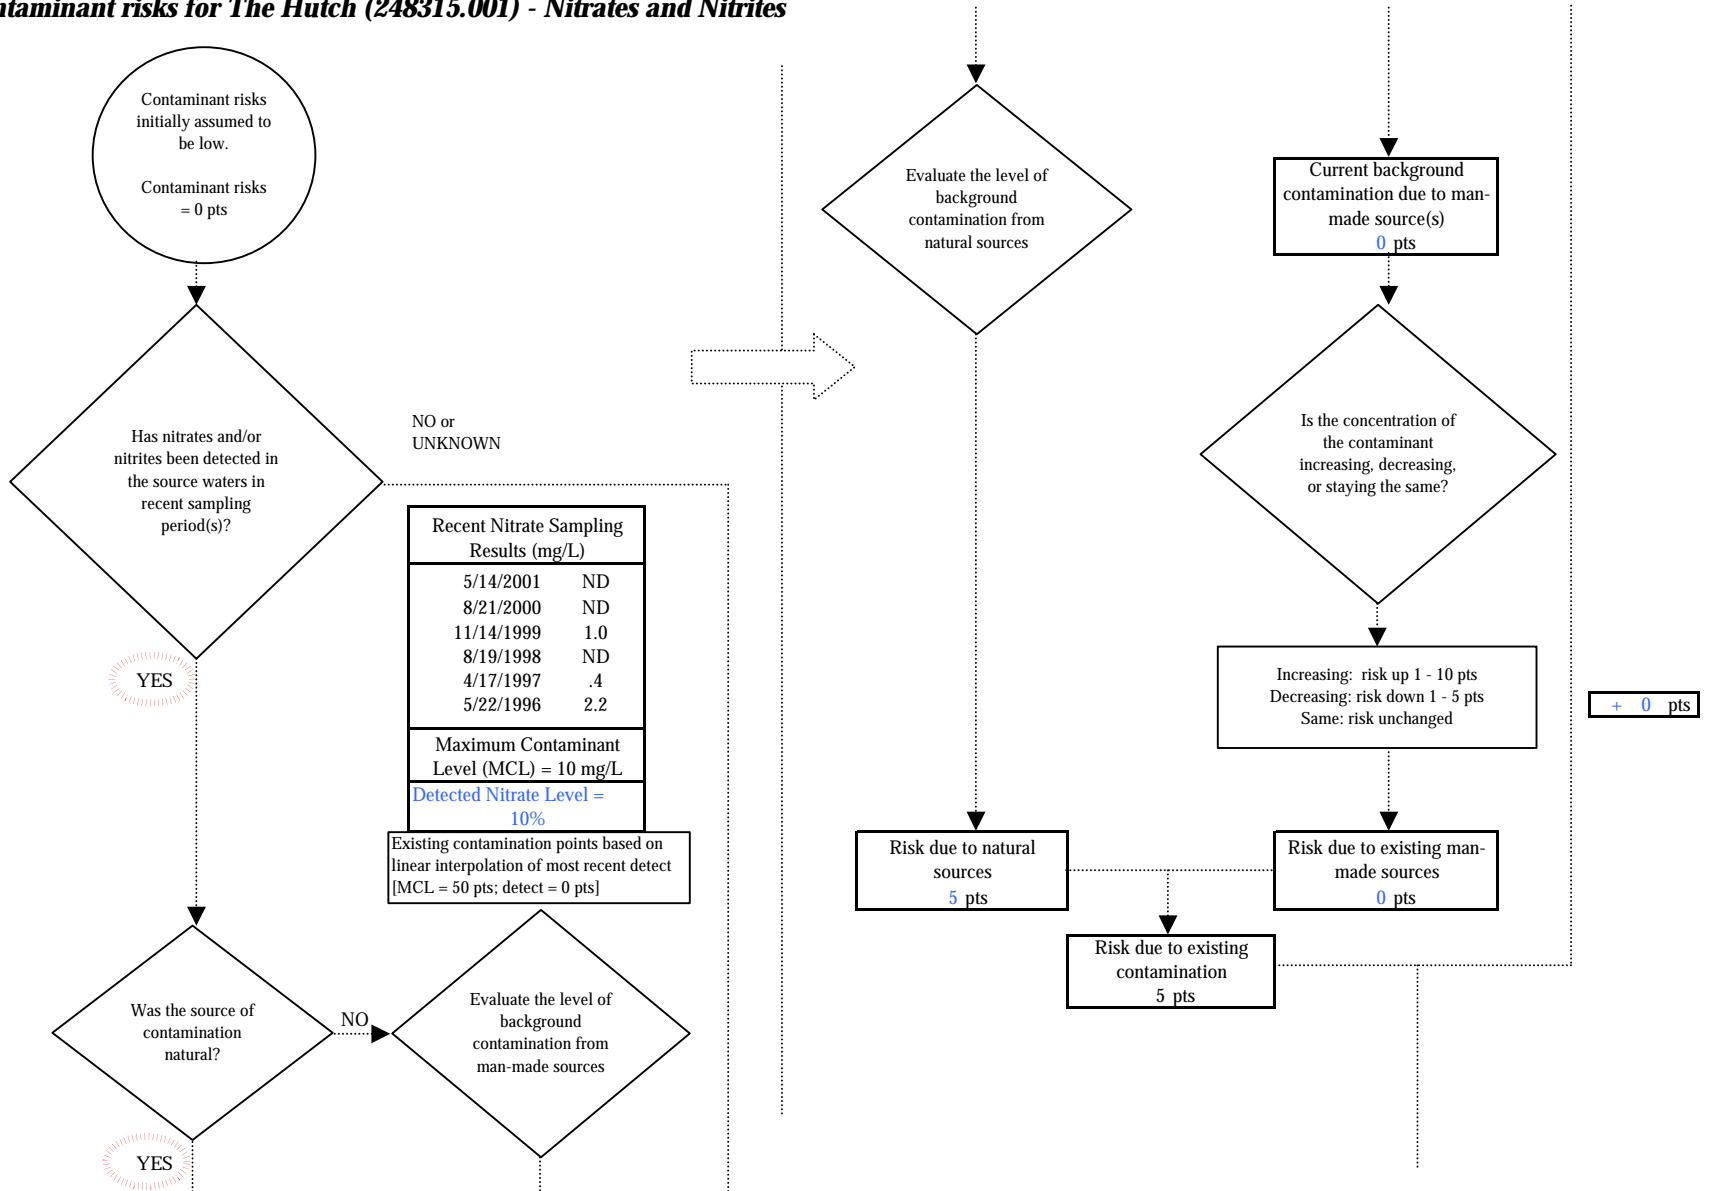 ntaminant risks for The Hutch (248315.001) - Nitrates and Nitrites
Contaminant risks
initially assumed to
be low.
Contaminant risks
= 0 pts
Has nitrates and/or
nitrites been detected in
the source waters in
recent sampling
period(s)?
NO or
UNKNOWN
YES
Recent Nitrate Sampling
Results (mg/L)
5/14/2001 ND
8/21/2000 ND
11/14/1999 1.0
8/19/1998 ND
4/17/1997 .4
5/22/1996 2.2
Maximum Contaminant
Level (MCL) = 10 mg/L
Detected Nitrate Level =
10%
Existing contamination points based on
linear interpolation of most recent detect
[MCL = 50 pts; detect = 0 pts]
Was the source of
contamination
natural?
NO
YES
Evaluate the level of
background
contamination from
man-made sources
Evaluate the level of
background
contamination from
natural sources
Current background
contamination due to man-
made source(s)
0 pts
Is the concentration of
the contaminant
increasing, decreasing,
or staying the same?
Increasing: risk up 1 - 10 pts
Decreasing: risk down 1 - 5 pts
Same: risk unchanged
+ 0 pts
Risk due to natural
sources
5 pts
Risk due to existing man-
made sources
0 pts
Risk due to existing
contamination
5 pts